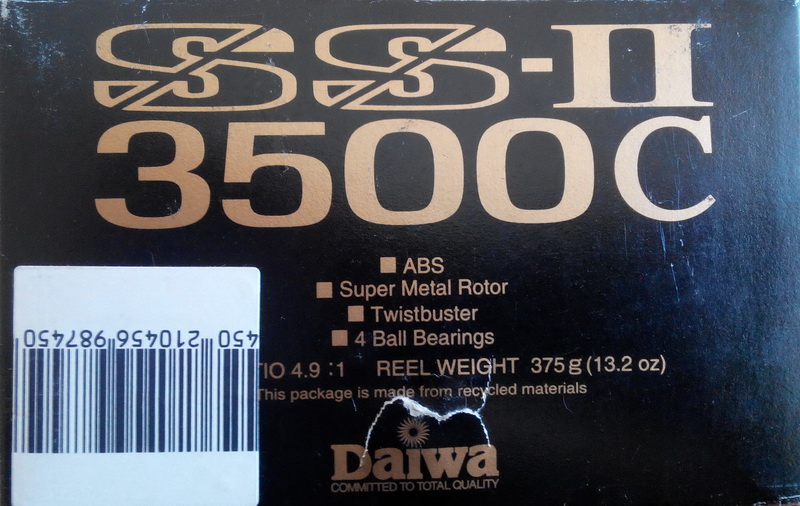 SS-II
3500C
ABS
Super Metal Rotor
Twistbuster
4 Ball Bearings
TIO 4.9 :1 REEL WEIGHT 375g (13.2 oz)
This package is made from recycled materials
Daiwa
COMMITTED TO TOTAL QUALITY
450 210456 987450